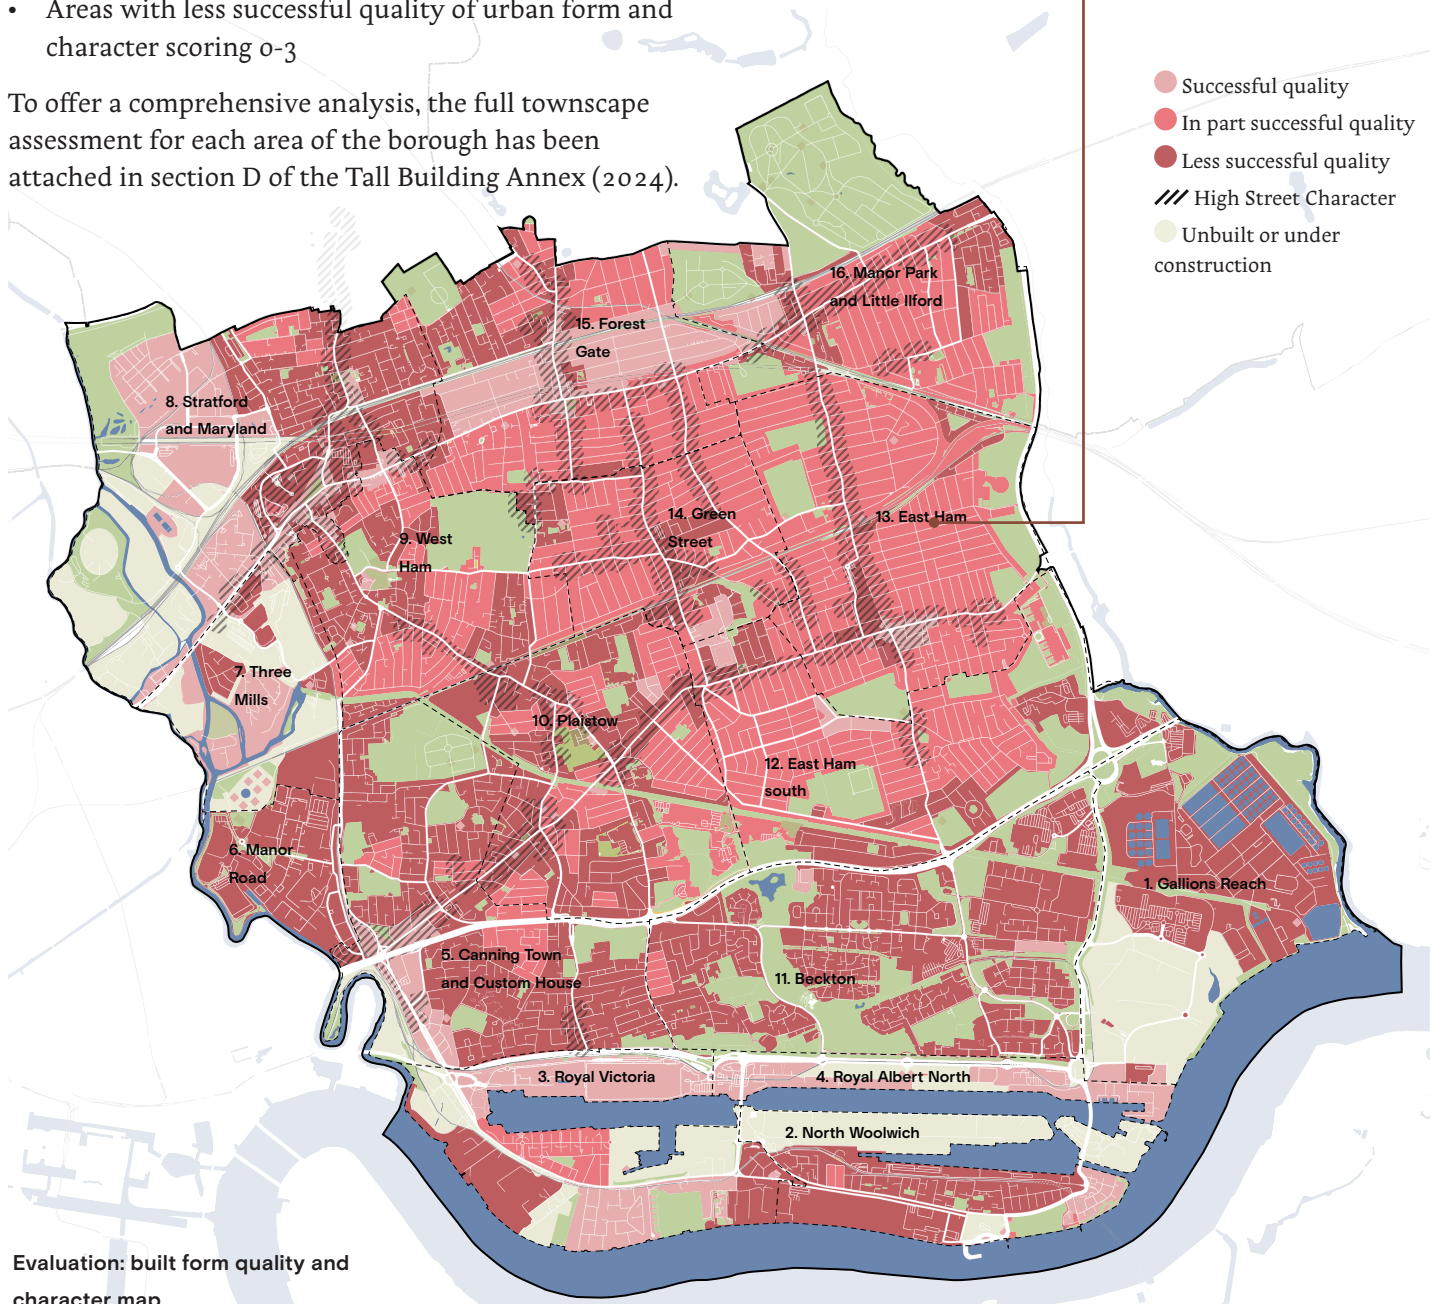 • Areas with less successful quality of urban form and
character scoring 0-3
To offer a comprehensive analysis, the full townscape
assessment for each area of the borough has been
attached in section D of the Tall Building Annex (2024).
Successful quality
In part successful quality
Less successful quality
High Street Character
Unbuilt or under
construction
16. Manor Park
and Little Ilford
15. Forest
Gate
8. Stratford
and Maryland
14. Green
Street
13. East Ham
9. West
Ham
7. Three
Mills
10. Plaistow
12. East Ham
south
6. Manor
Road
1. Gallions Reach
5. Canning Town
and Custom House
11. Beckton
3. Royal Victoria
4. Royal Albert North
2. North Woolwich
Evaluation: built form quality and
character map